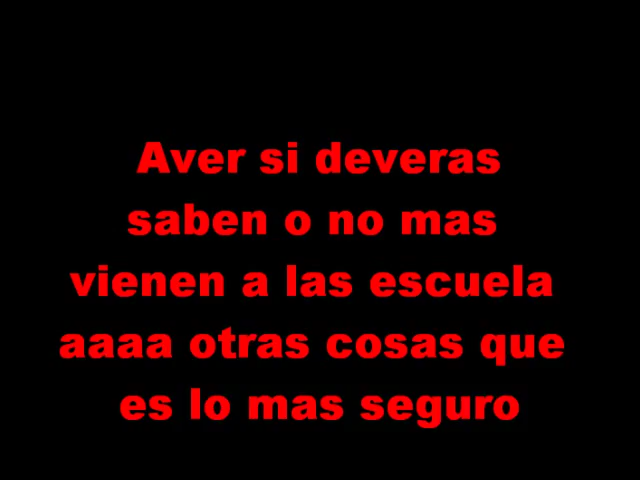 Aver si deveras
saben o no mas
vienen a las escuela
aaaa otras cosas que
es lo mas seguro